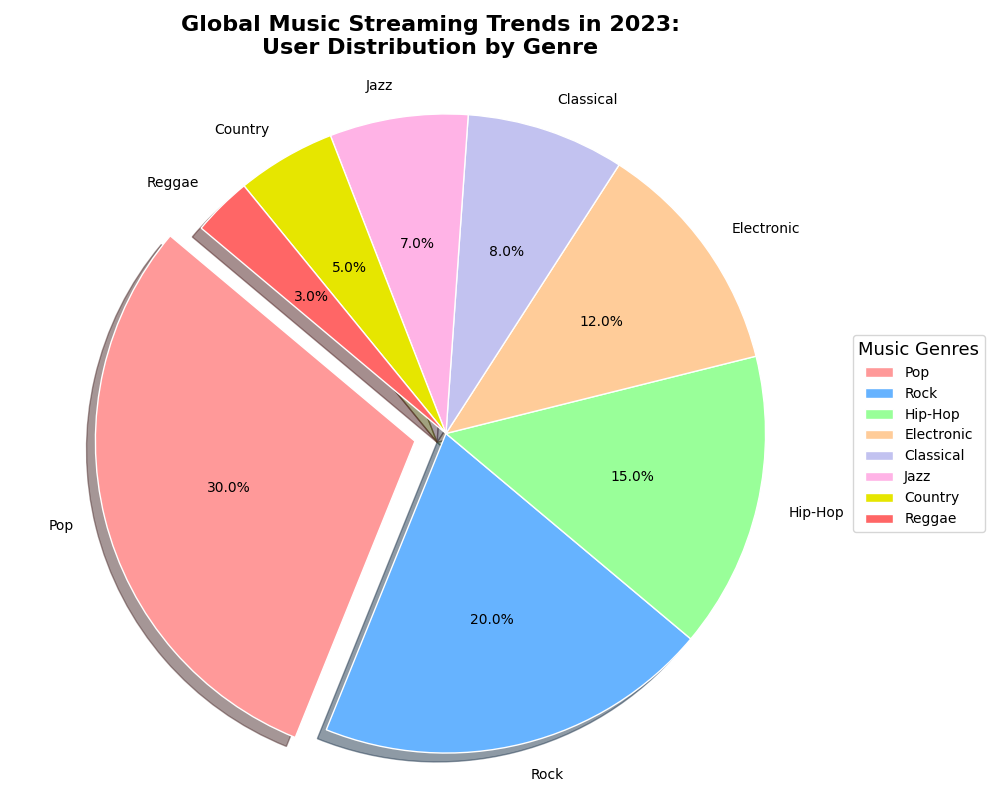 Global Music Streaming Trends in 2023:
User Distribution by Genre
Jazz
Classical
Country
Reggae
Electronic
7.0%
8.0%
5.0%
3.0%
12.0%
Music Genres
Pop
Rock
Hip-Hop
Electronic
Classical
Jazz
Country
Reggae
15.0%
30.0%
Hip-Hop
Pop
20.0%
Rock